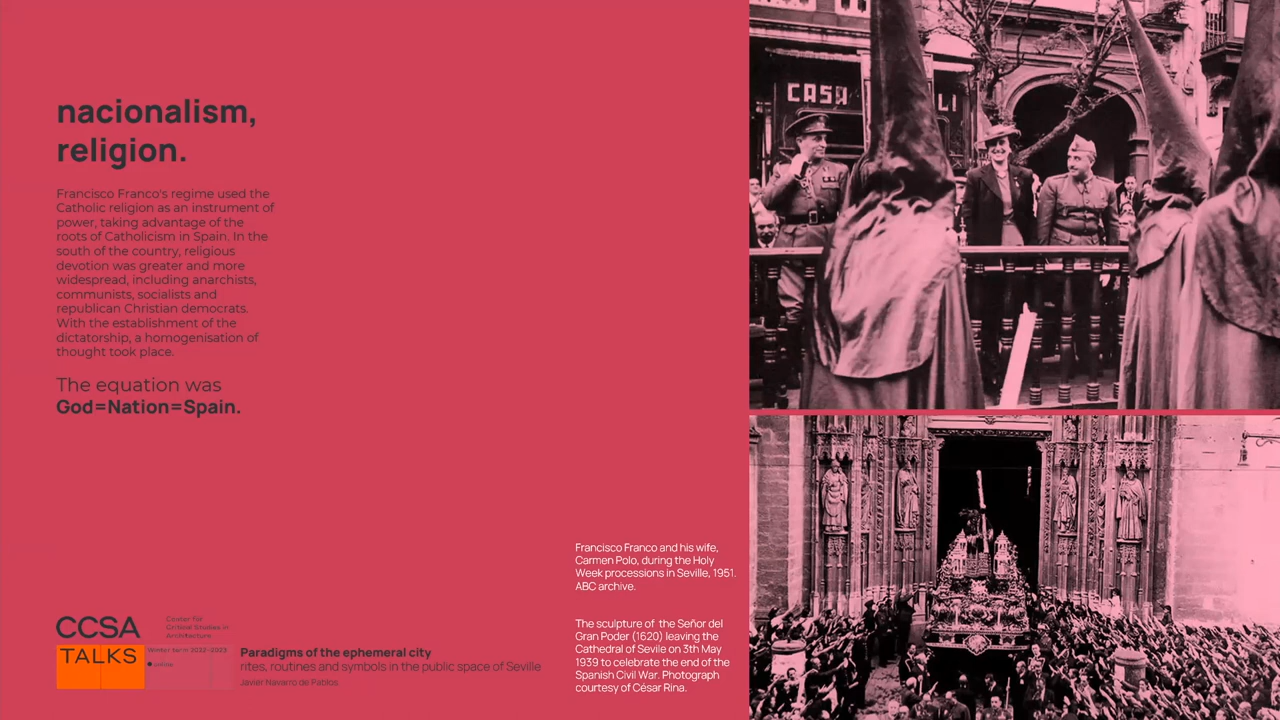 nacionalism,
religion.
Francisco Franco's regime used the
Catholic religion as an instrument of
power, taking advantage of the
roots of Catholicism in Spain. In the
south of the country, religious
devotion was greater and more
widespread, including anarchists,
communists, socialists and
republican Christian democrats.
With the establishment of the
dictatorship, a homogenisation of
thought took place.
The equation was
God=Nation=Spain.
CASA
LI
Francisco Franco and his wife,
Carmen Polo, during the Holy
Week processions in Seville, 1951.
ABC archive.
The sculpture of the Señor del
Gran Poder (1620) leaving the
Cathedral of Sevile on 3th May
1939 to celebrate the end of the
Spanish Civil War. Photograph
courtesy of César Rina.
CCSA
TALKS
Center for
Critical Studies in
Architecture
Winter term 2022–2023
online
Paradigms of the ephemeral city
rites, routines and symbols in the public space of Seville
Javier Navarro de Pablos